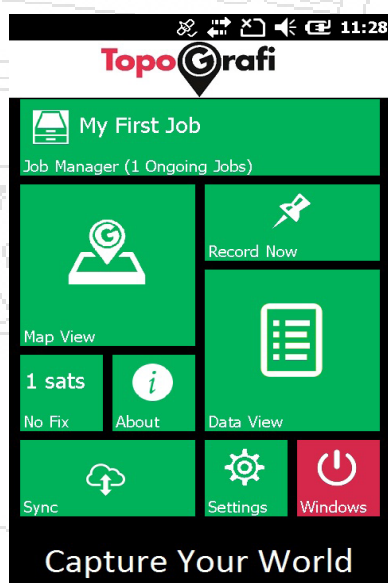 11:28
TopoGrafi
My First Job
Job Manager (1 Ongoing Jobs)
G
Map View
Record Now
1 sats
No Fix
i
About
Data View
Sync
Settings
Windows
Capture Your World